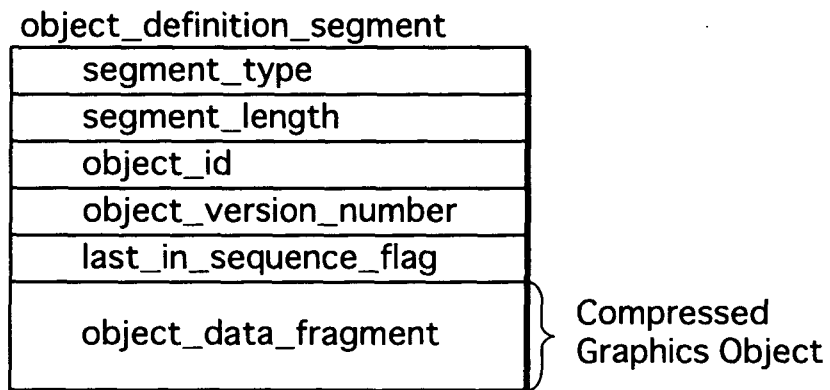 object_definition_segment
segment_type
segment_length
object_id
object_version_number
last_in_sequence_flag
object_data_fragment
Compressed
Graphics Object